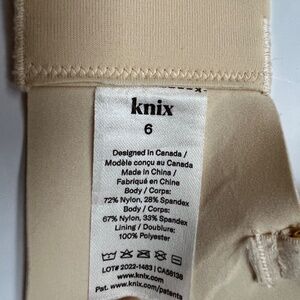 knix
6
Designed in Canada /
Modèle conçu au Canada
Made in China /
Fabriqué en Chine
Body / Corps:
72% Nylon, 28% Spandex
Body / Corps:
67% Nylon, 33% Spandex
Lining / Doublure:
100% Polyester
LOT# 2022-1483 | CA56138
www.knix.com
Pat. www.knix.com/patents